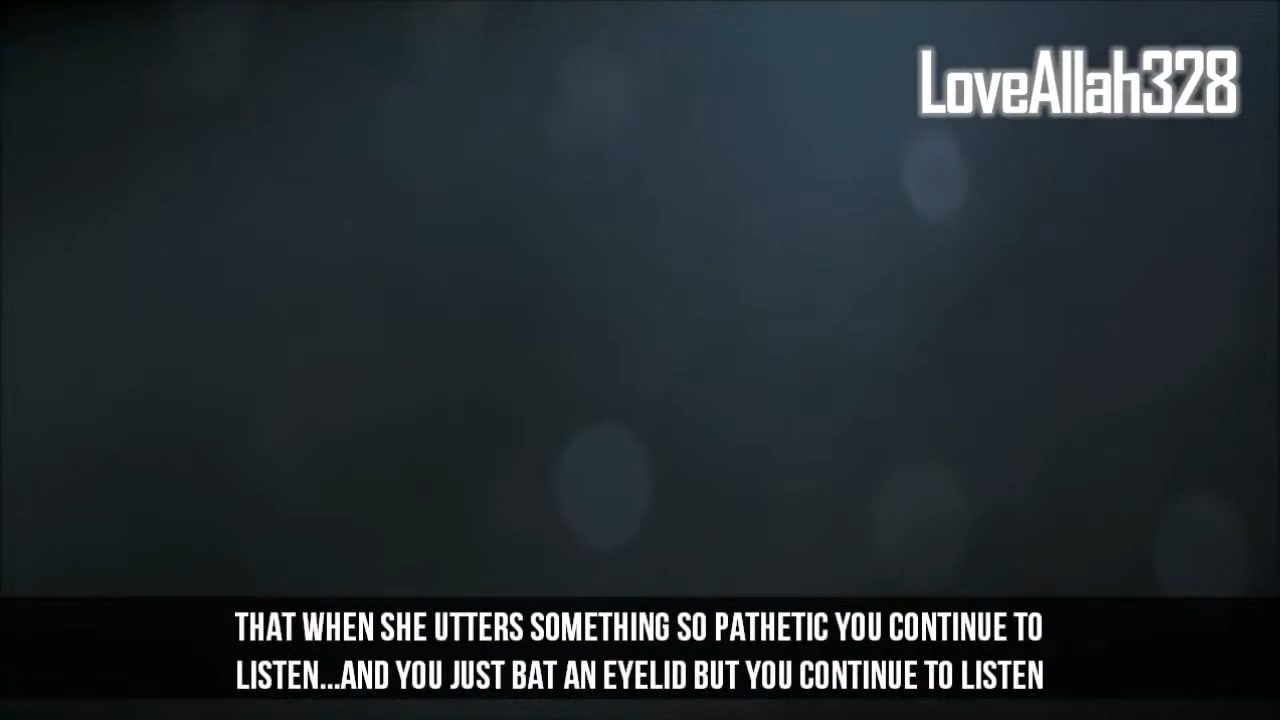 LoveAllah328
THAT WHEN SHE UTTERS SOMETHING SO PATHETIC YOU CONTINUE TO
LISTEN...AND YOU JUST BAT AN EYELID BUT YOU CONTINUE TO LISTEN